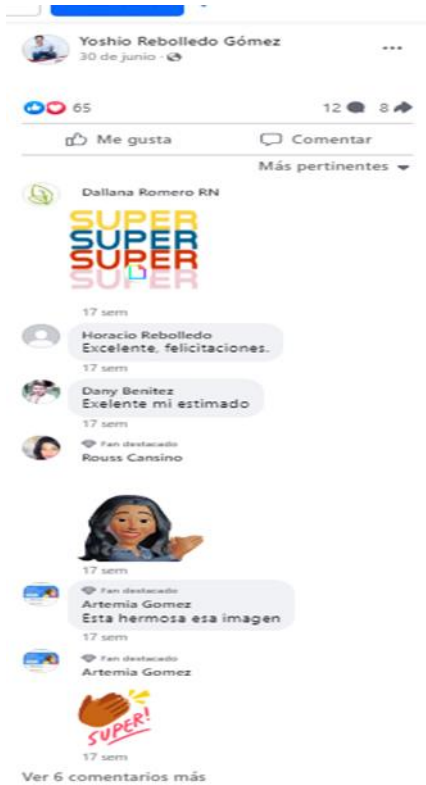 Yoshio Rebolledo Gómez
30 de junio ·
65
12
8
Me gusta
Comentar
Más pertinentes
Dallana Romero RN
SUPER
SUPER
SUPER
SUPER
17 sem
Horacio Rebolledo
Excelente, felicitaciones.
17 sem
Dany Benitez
Exelente mi estimado
17 sem
Fan destacado
Rouss Cansino
17 sem
Fan destacado
Artemia Gomez
Esta hermosa esa imagen
17 sem
Fan destacado
Artemia Gomez
SUPER!
17 sem
Ver 6 comentarios más